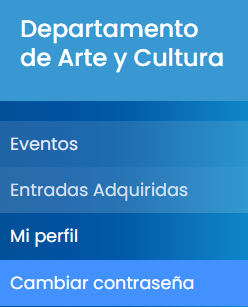 Departamento
de Arte y Cultura
Eventos
Entradas Adquiridas
Mi perfil
Cambiar contraseña